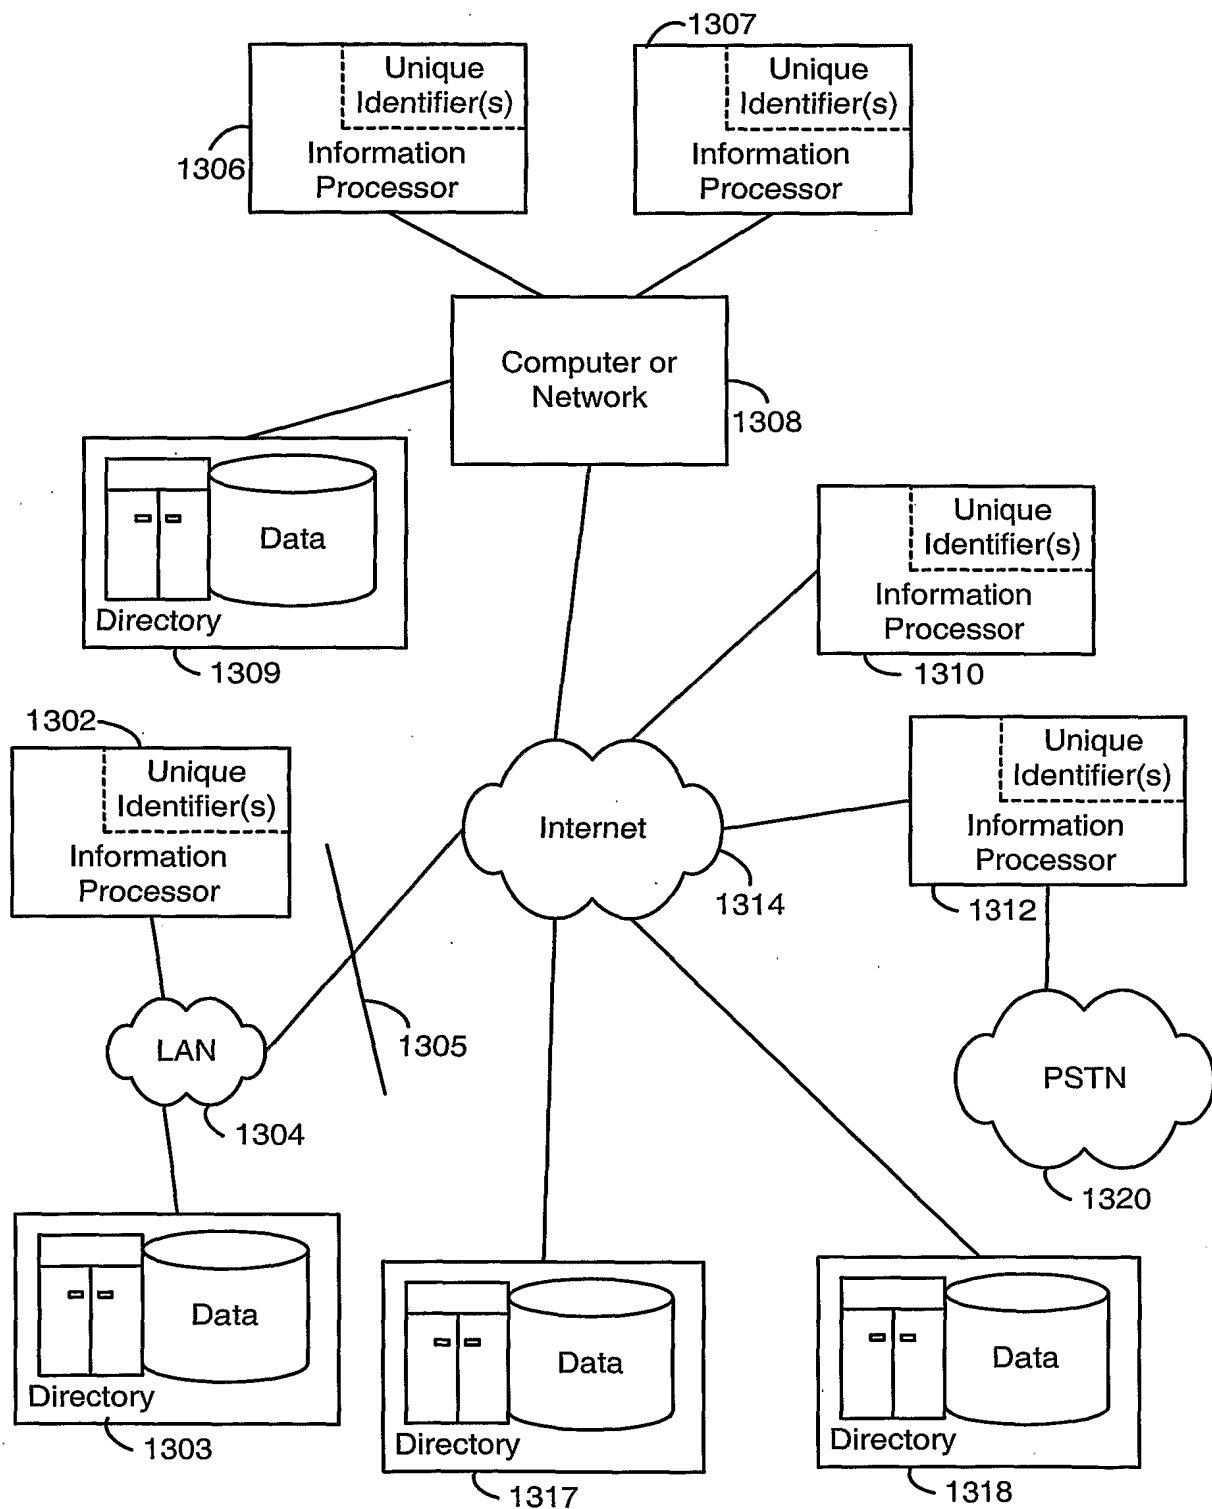 1307
Unique
Identifier(s)
Information
Processor
1306
Unique
Identifier(s)
Information
Processor
Computer or
Network
1308
Data
Directory
1309
Unique
Identifier(s)
Information
Processor
1310
1302
Unique
Identifier(s)
Information
Processor
Internet
1314
Unique
Identifier(s)
Information
Processor
1312
LAN
1304
1305
PSTN
1320
Data
Directory
1303
Data
Directory
1317
Data
Directory
1318